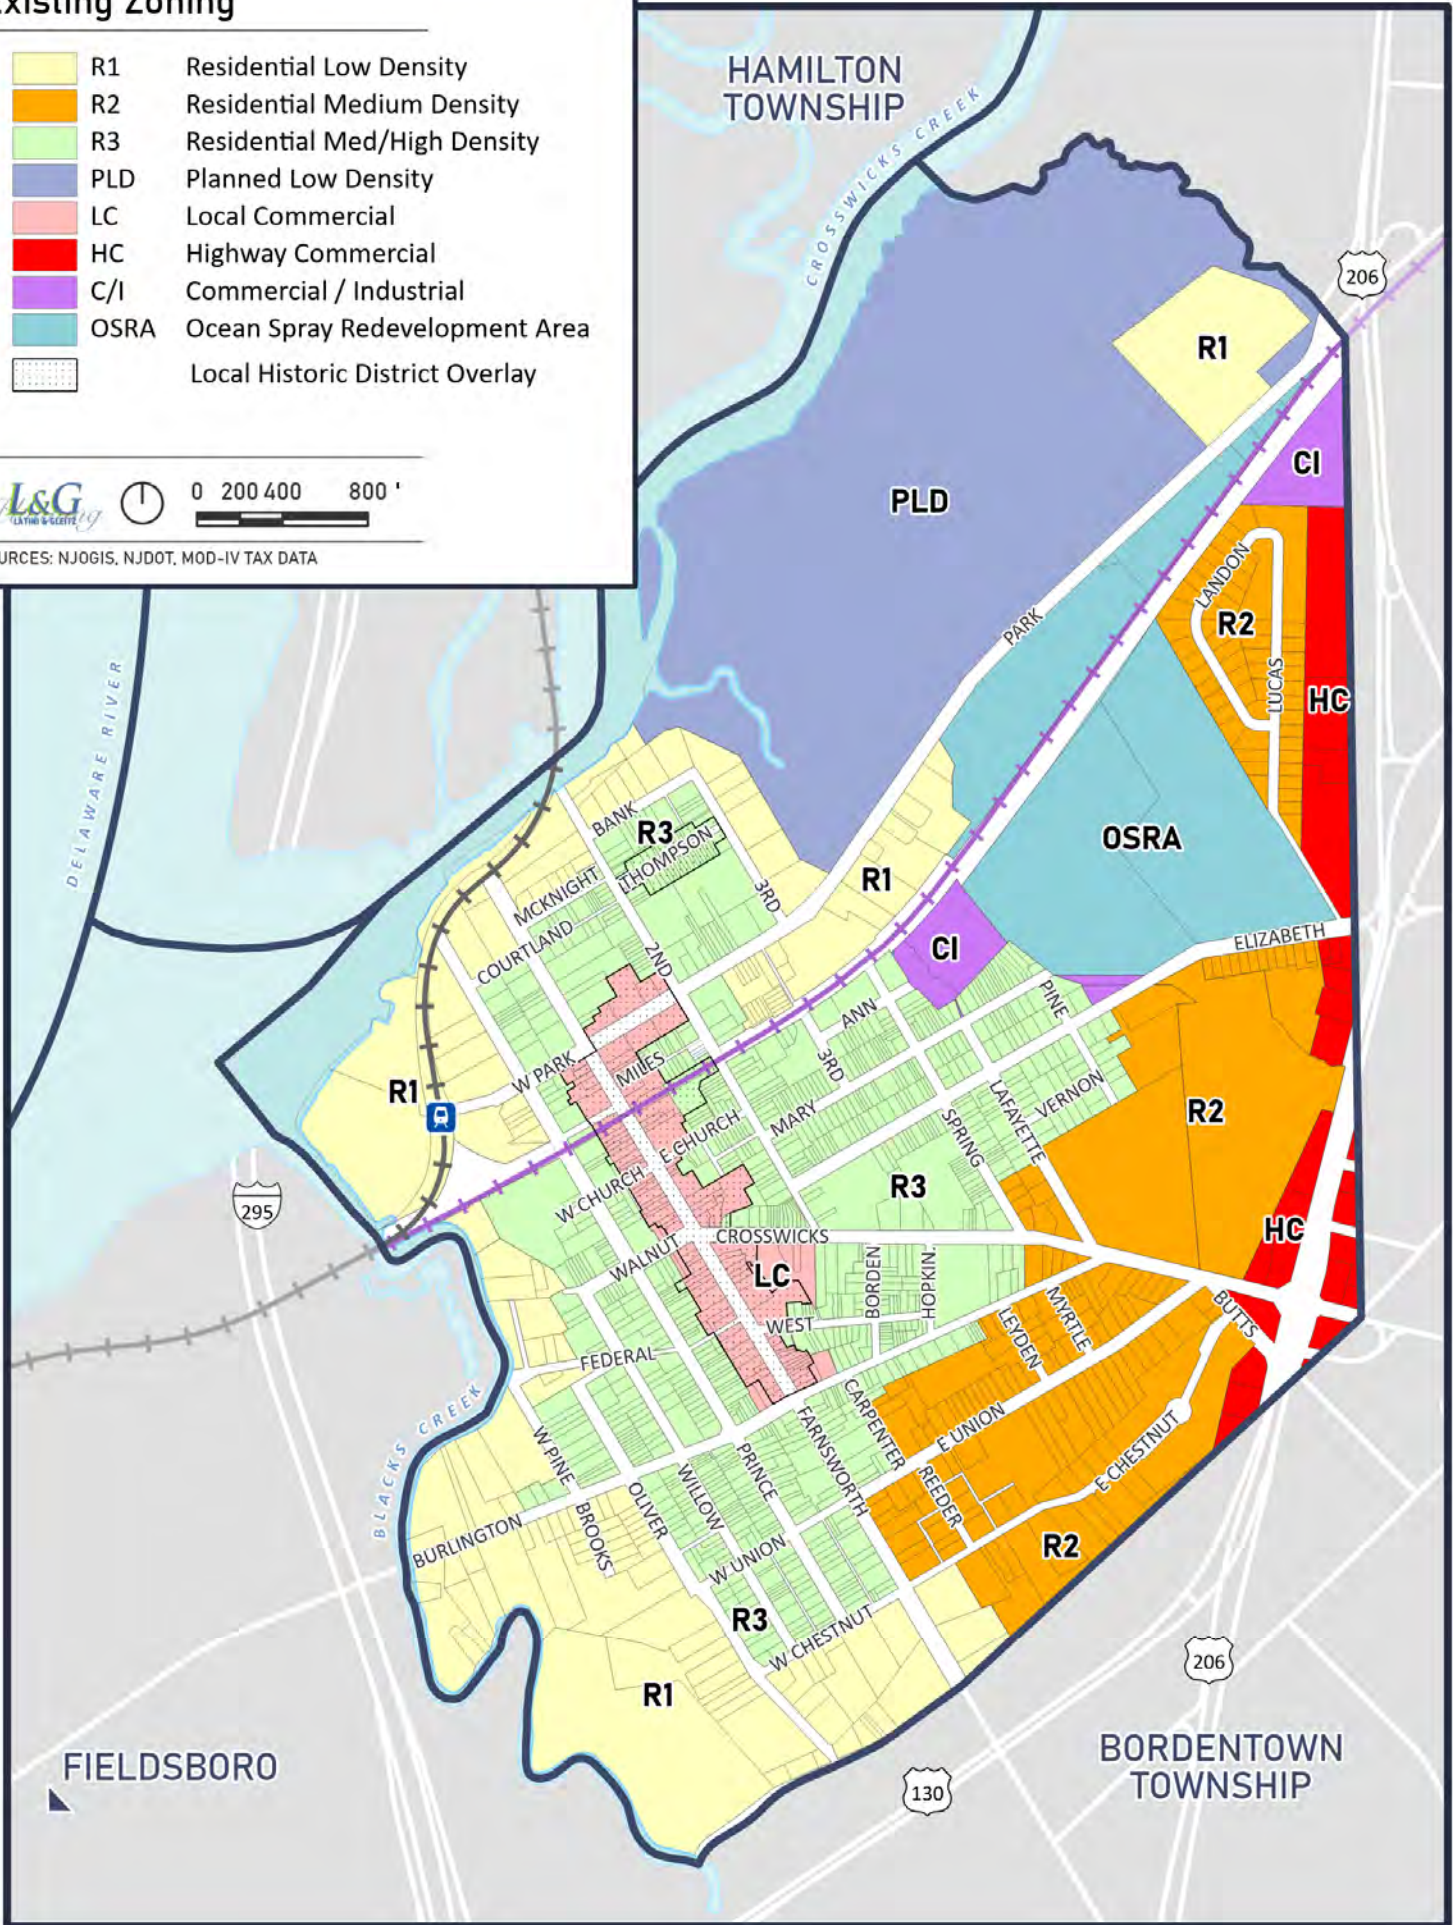 Existing Zoning
R1 Residential Low Density
R2 Residential Medium Density
R3 Residential Med/High Density
PLD Planned Low Density
LC Local Commercial
HC Highway Commercial
C/I Commercial / Industrial
OSRA Ocean Spray Redevelopment Area
Local Historic District Overlay
L&G
Planning
0 200 400 800 '
URCES: NJOGIS, NJDOT, MOD-IV TAX DATA
HAMILTON
TOWNSHIP
CROSSWICKS CREEK
206
R1
CI
PLD
LANDON
R2
PARK
LUCAS
HC
DELAWARE RIVER
BANK
R3
THOMPSON
OSRA
MCKNIGHT
3RD
R1
COURTLAND
2ND
CI
ELIZABETH
PINE
ANN
W PARK
MILES
3RD
R1
LAFAYETTE
VERNON
R2
MARY
E CHURCH
SPRING
W CHURCH
R3
295
CROSSWICKS
HC
WALNUT
LC
BORDEN
HOPKIN
WEST
LEYDEN
MYRTLE
BUTTS
FEDERAL
BLACKS CREEK
CARPENTER
FARNSWORTH
E UNION
E CHESTNUT
W PINE
PRINCE
WILLOW
REEDER
OLIVER
BROOKS
BURLINGTON
W UNION
R2
R3
W CHESTNUT
R1
206
FIELDSBORO
BORDENTOWN
TOWNSHIP
130